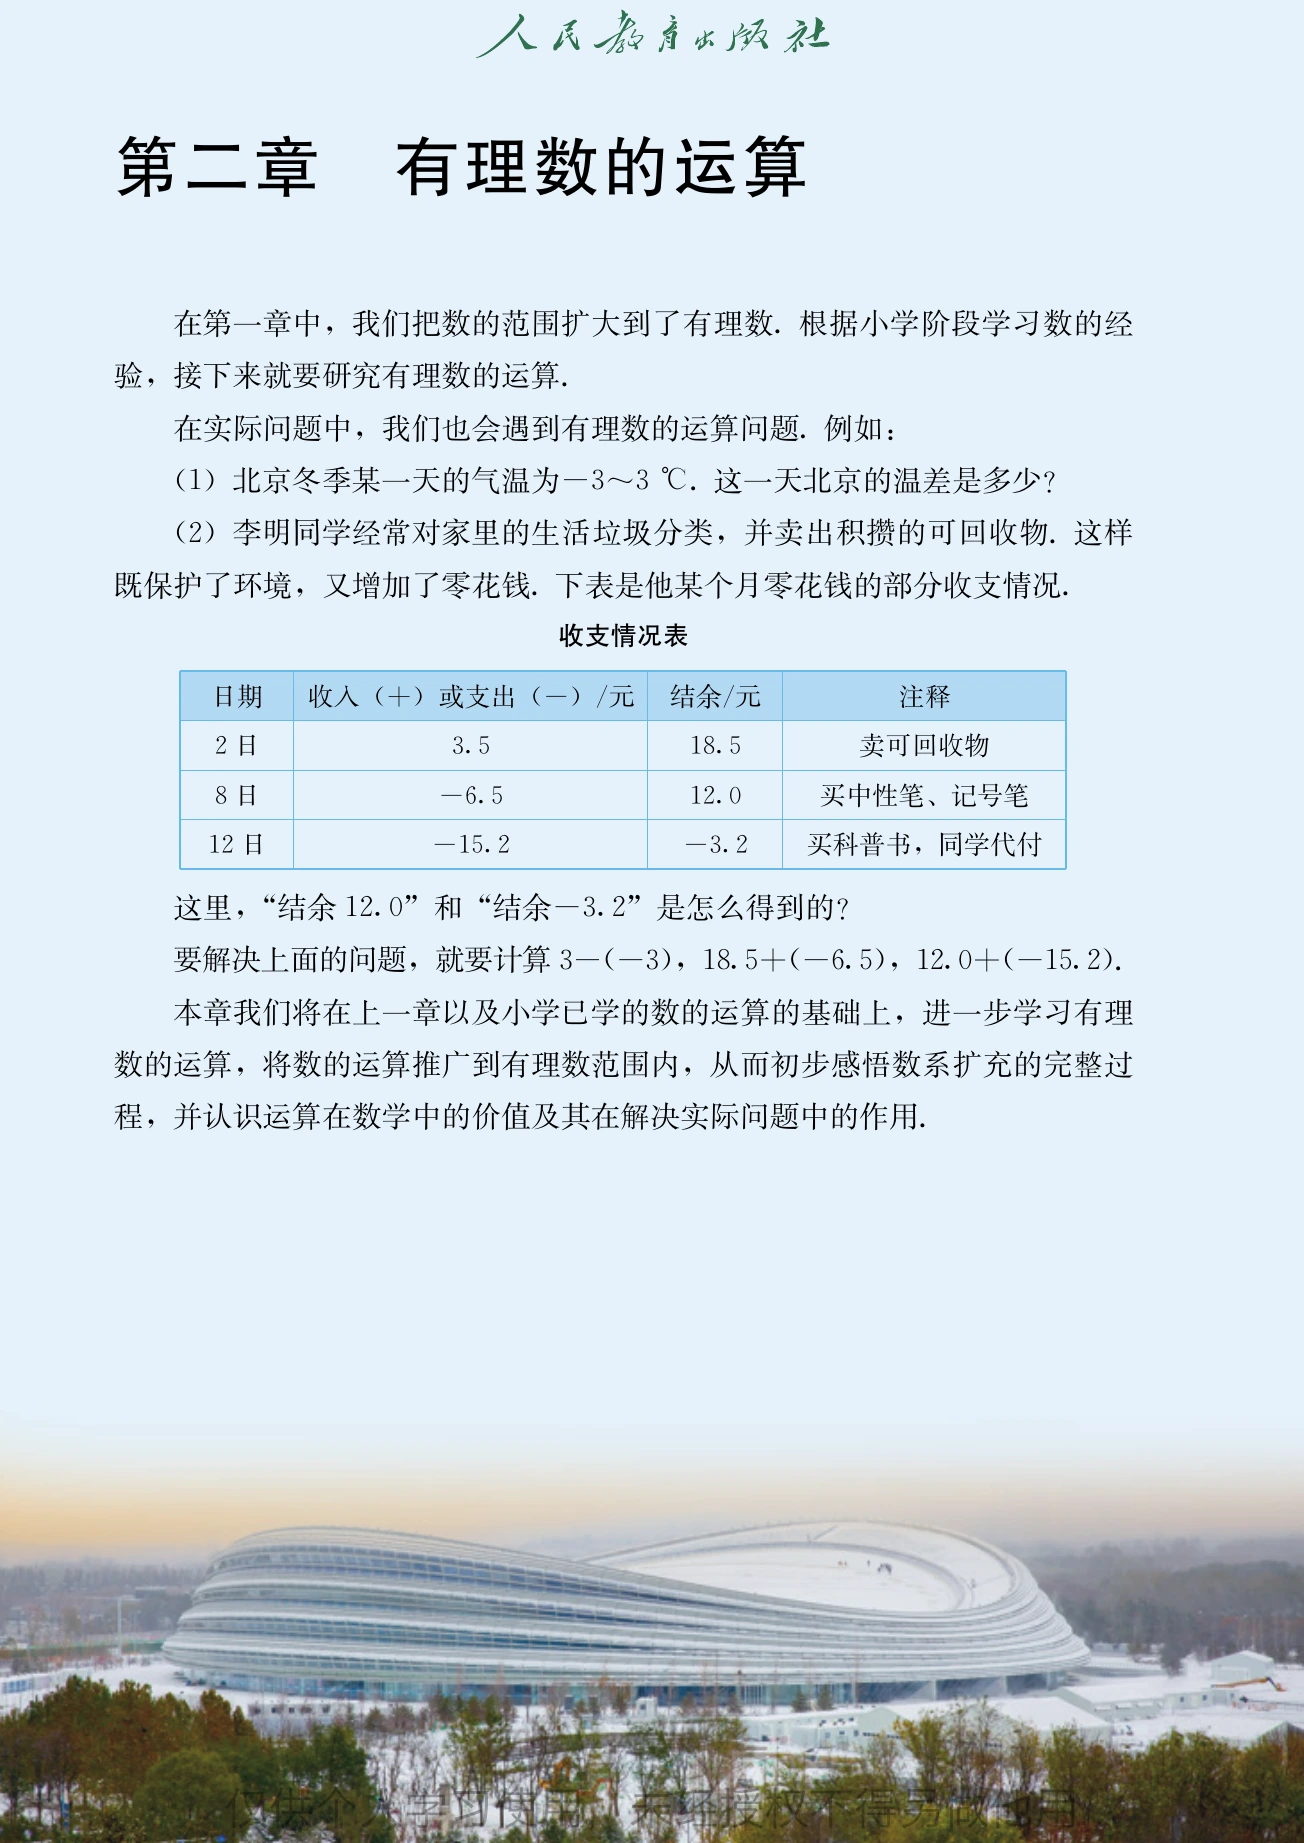 人民教育出版社
第二章 有理数的运算
在第一章中，我们把数的范围扩大到了有理数. 根据小学阶段学习数的经
验，接下来就要研究有理数的运算.
在实际问题中，我们也会遇到有理数的运算问题. 例如：
（1）北京冬季某一天的气温为－3～3 ℃. 这一天北京的温差是多少？
（2）李明同学经常对家里的生活垃圾分类，并卖出积攒的可回收物. 这样
既保护了环境，又增加了零花钱. 下表是他某个月零花钱的部分收支情况.
收支情况表
日期 收入（＋）或支出（－）/元 结余/元 注释
2 日 3.5 18.5 卖可回收物
8 日 －6.5 12.0 买中性笔、记号笔
12 日 －15.2 －3.2 买科普书，同学代付
这里，“结余 12.0”和“结余－3.2”是怎么得到的？
要解决上面的问题，就要计算 3－(－3)，18.5＋(－6.5)，12.0＋(－15.2).
本章我们将在上一章以及小学已学的数的运算的基础上，进一步学习有理
数的运算，将数的运算推广到有理数范围内，从而初步感悟数系扩充的完整过
程，并认识运算在数学中的价值及其在解决实际问题中的作用.
仅供个人学习使用，未经授权不得另做他用